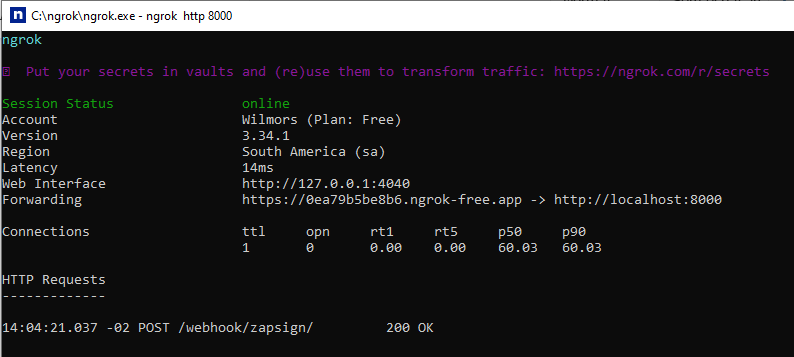 n C:\ngrok\ngrok.exe - ngrok http 8000
ngrok
Put your secrets in vaults and (re)use them to transform traffic: https://ngrok.com/r/secrets
Session Status online
Account Wilmors (Plan: Free)
Version 3.34.1
Region South America (sa)
Latency 14ms
Web Interface http://127.0.0.1:4040
Forwarding https://0ea79b5be8b6.ngrok-free.app -> http://localhost:8000
Connections ttl opn rt1 rt5 p50 p90
1 0 0.00 0.00 60.03 60.03
HTTP Requests
-------------
14:04:21.037 -02 POST /webhook/zapsign/ 200 OK